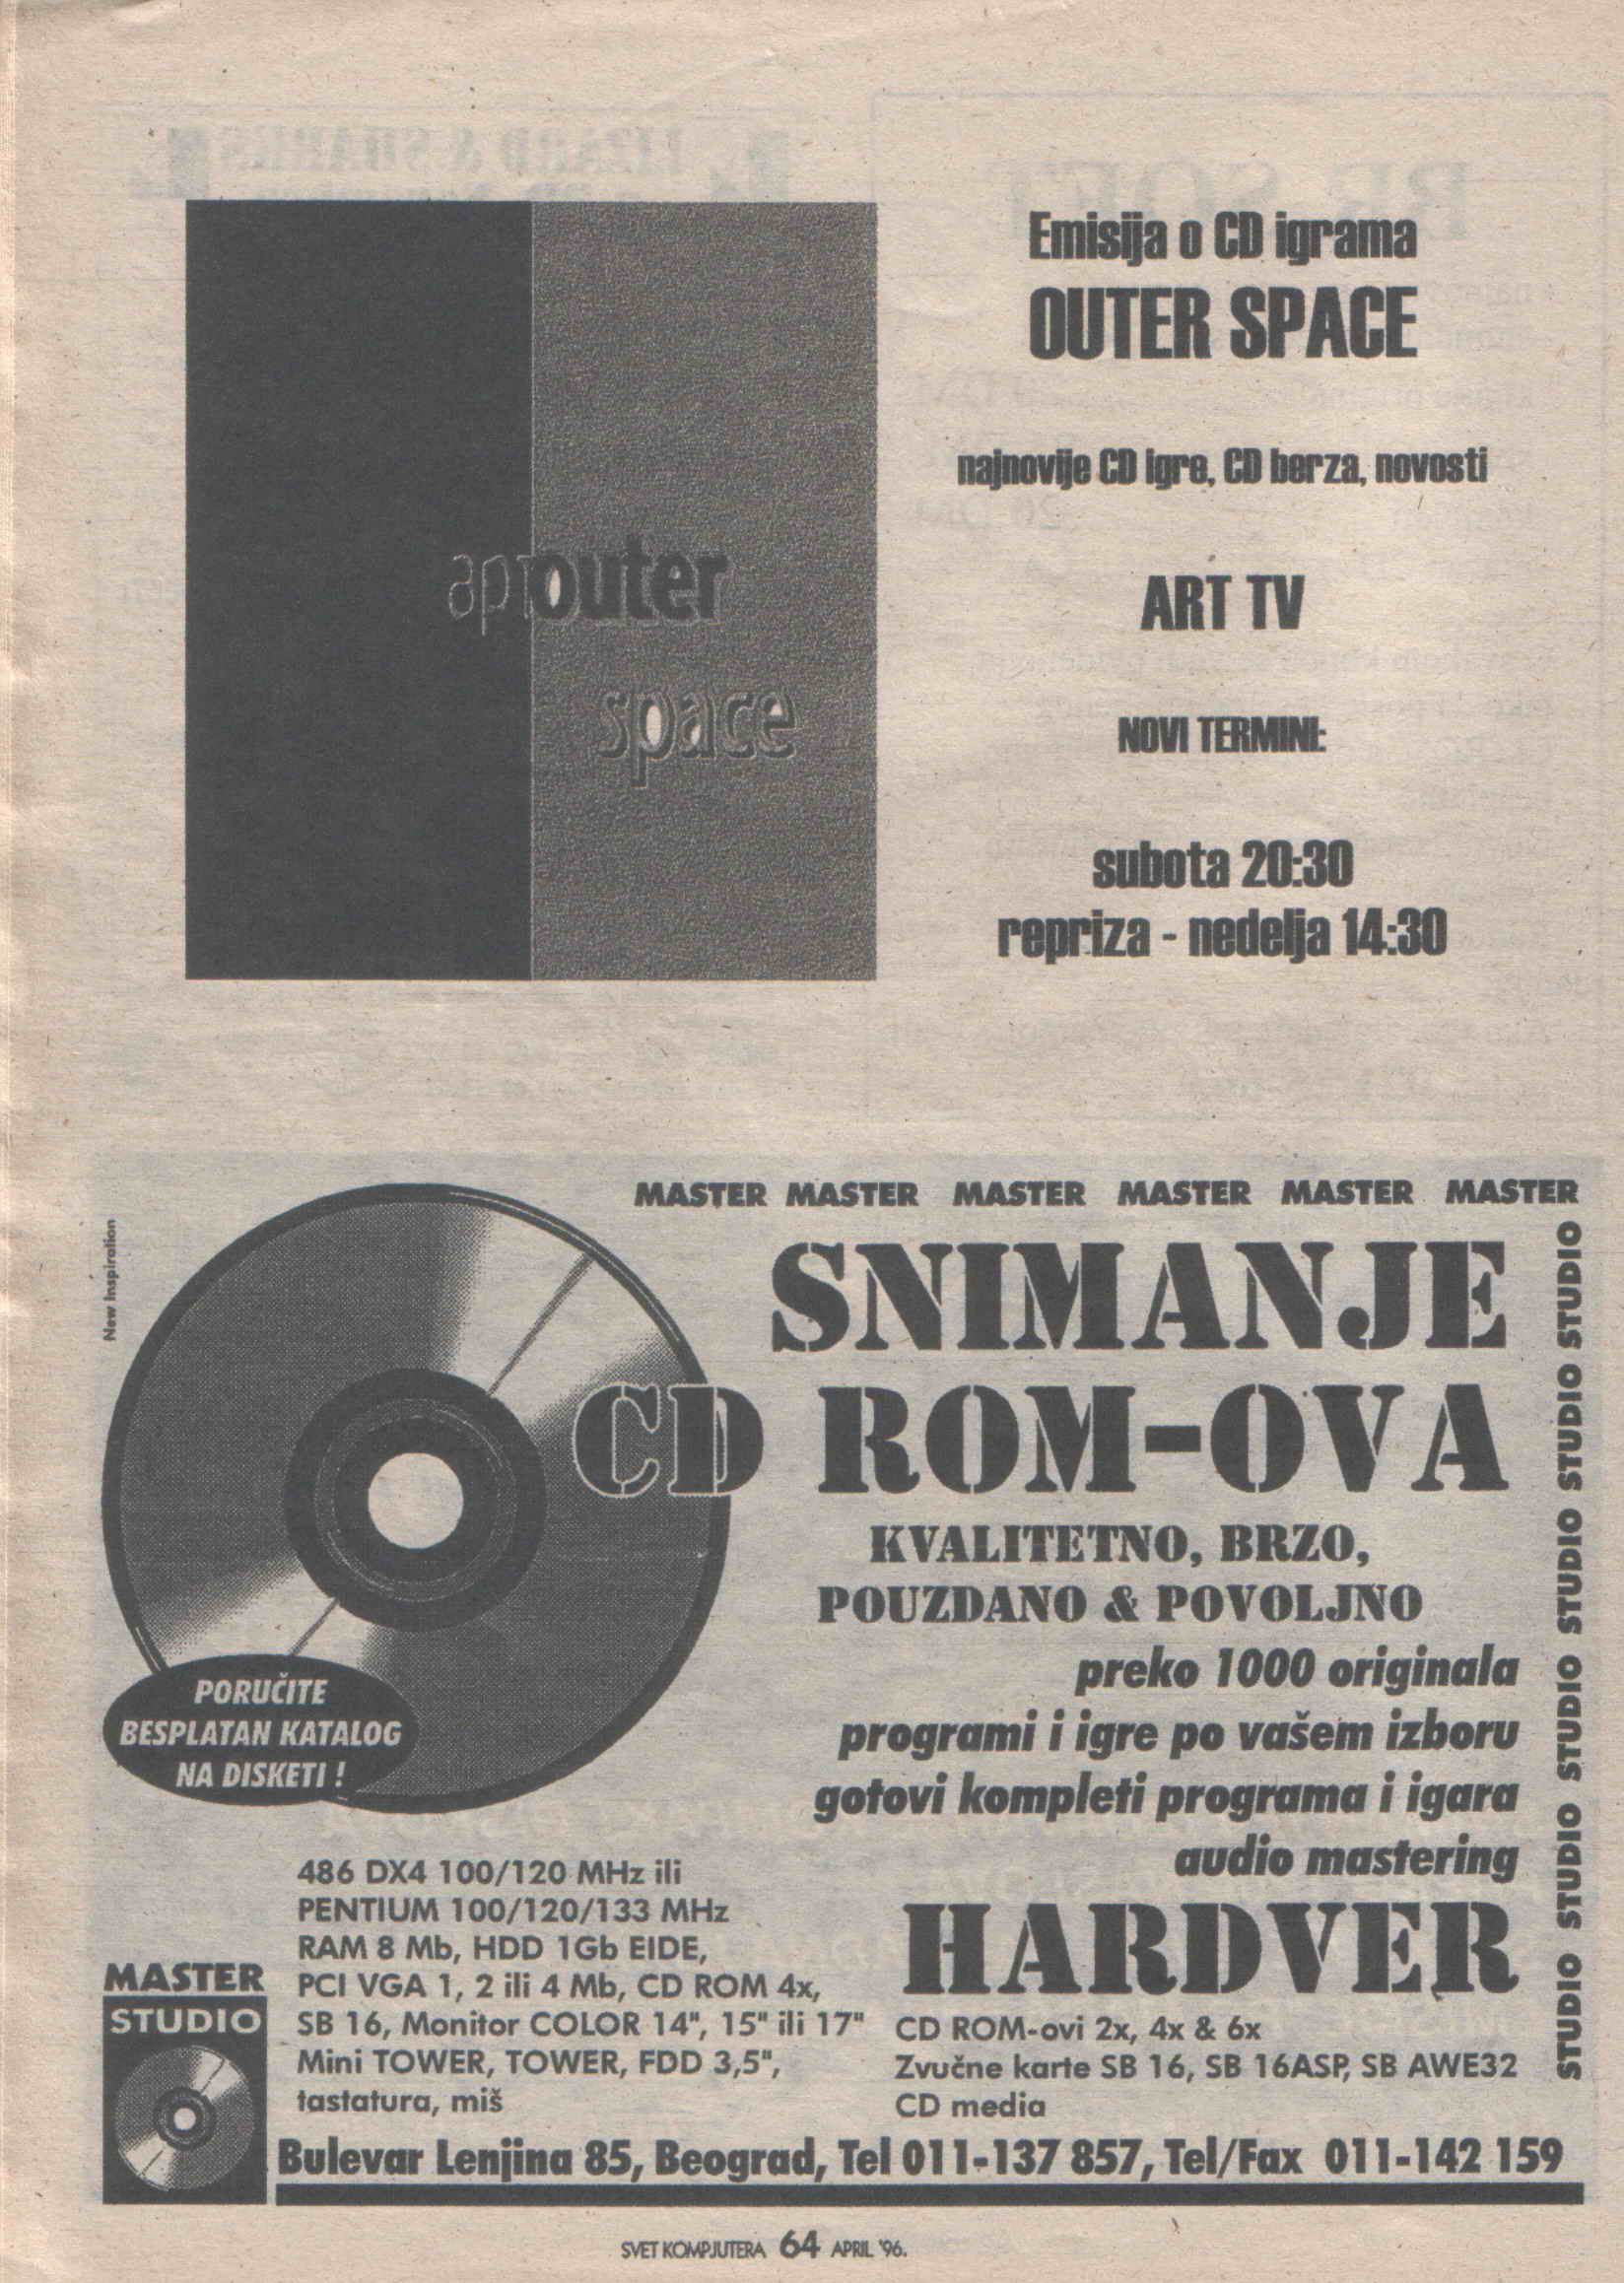 Emisija o CD igrama
OUTER SPACE
najnovije CD igre, CD berza, novosti
ART TV
NOVI TERMINI:
subota 20:30
repriza - nedelja 14:30
outer
space
MASTER MASTER MASTER MASTER MASTER MASTER
STUDIO STUDIO STUDIO STUDIO STUDIO STUDIO
New Inspiration
SNIMANJE
CD ROM-OVA
KVALITETNO, BRZO,
POUZDANO & POVOLJNO
preko 1000 originala
programi i igre po vašem izboru
gotovi kompleti programa i igara
audio mastering
PORUČITE
BESPLATAN KATALOG
NA DISKETI !
486 DX4 100/120 MHz ili
PENTIUM 100/120/133 MHz
RAM 8 Mb, HDD 1Gb EIDE,
PCI VGA 1, 2 ili 4 Mb, CD ROM 4x,
SB 16, Monitor COLOR 14", 15" ili 17"
Mini TOWER, TOWER, FDD 3,5",
tastatura, miš
HARDVER
CD ROM-ovi 2x, 4x & 6x
Zvučne karte SB 16, SB 16ASP, SB AWE32
CD media
MASTER
STUDIO
Bulevar Lenjina 85, Beograd, Tel 011-137 857, Tel/Fax 011-142 159
SVET KOMPJUTERA 64 APRIL '96.